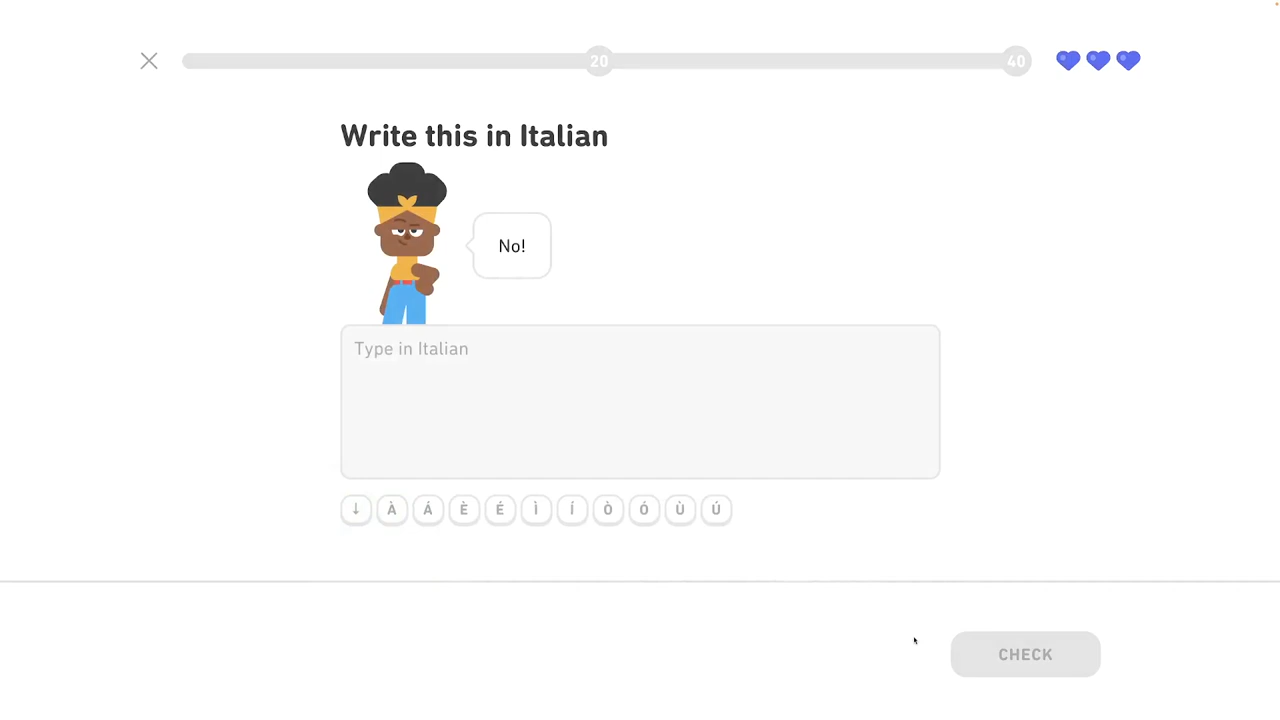 20
40
Write this in Italian
No!
Type in Italian
↓ À Á È É Ì Í Ò Ó Ù Ú
CHECK